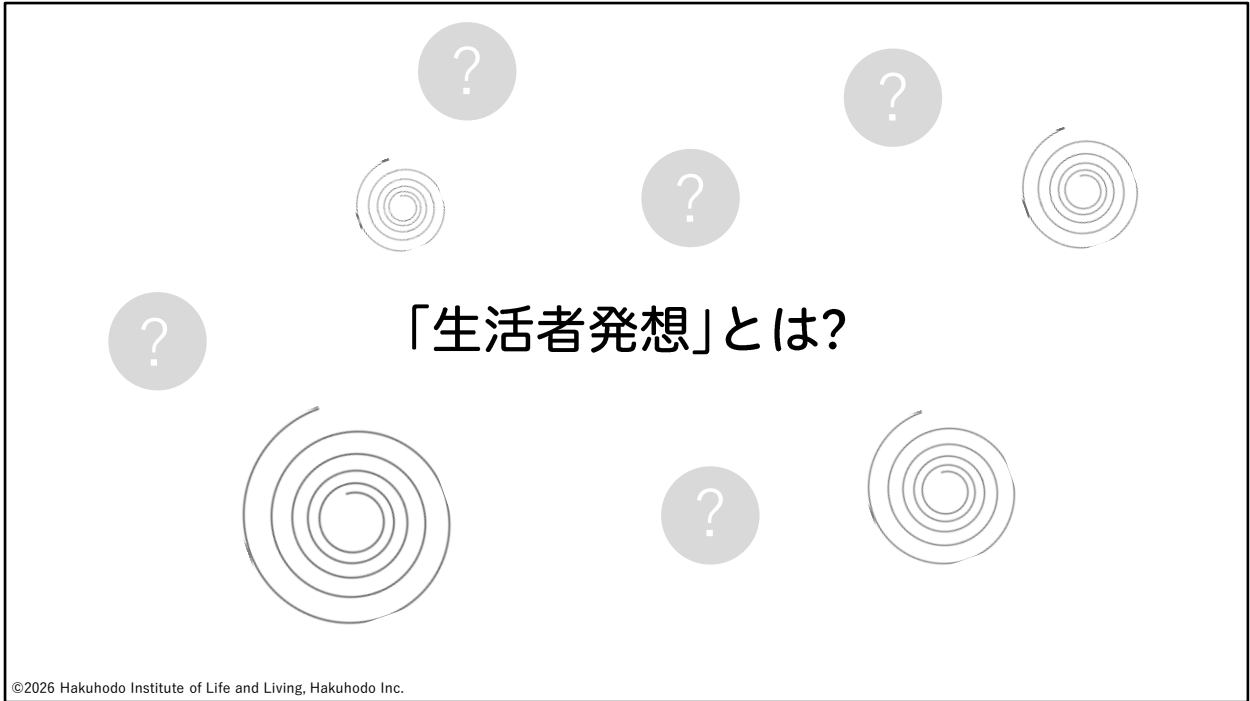 ?
?
?
?
「生活者発想」とは?
?
©2026 Hakuhodo Institute of Life and Living, Hakuhodo Inc.